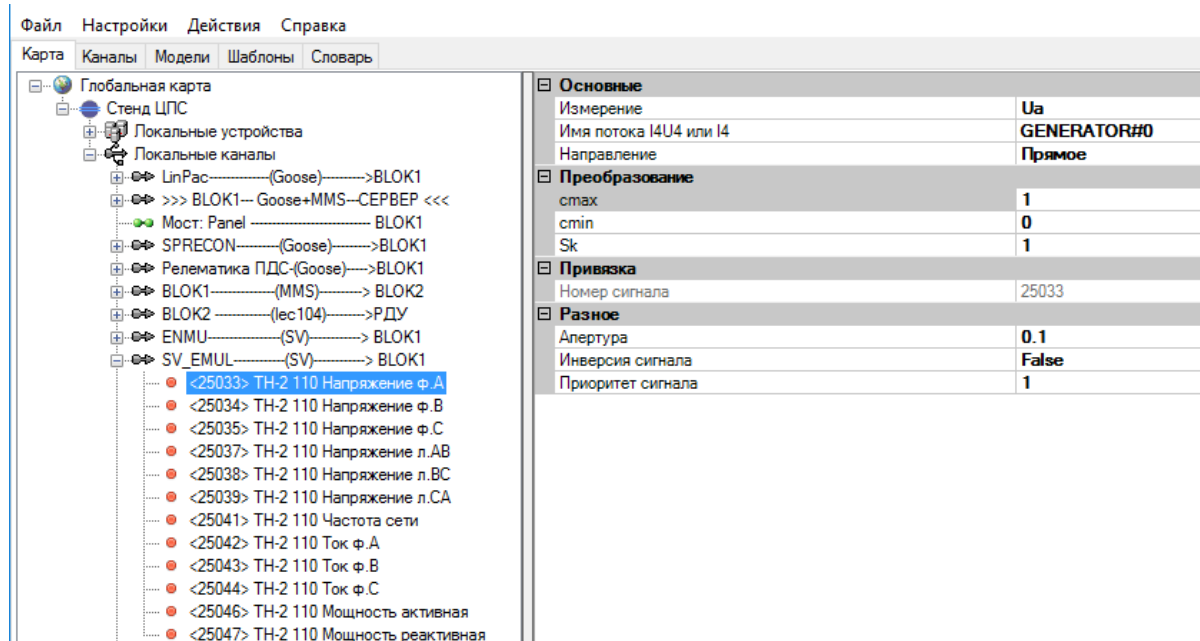 Файл Настройки Действия Справка
Карта Каналы Модели Шаблоны Словарь
Глобальная карта
Стенд ЦПС
Локальные устройства
Локальные каналы
LinPac--------------(Goose)---------->BLOK1
>>> BLOK1--- Goose+MMS---СЕРВЕР <<<
Мост: Panel ---------------------------- BLOK1
SPRECON----------(Goose)--------->BLOK1
Релематика ПДС-(Goose)----->BLOK1
BLOK1---------------(MMS)----------> BLOK2
BLOK2 -------------(Iec104)--------->РДУ
ENMU-----------------(SV)------------> BLOK1
SV_EMUL------------(SV)------------> BLOK1
<25033> ТН-2 110 Напряжение ф.А
<25034> ТН-2 110 Напряжение ф.В
<25035> ТН-2 110 Напряжение ф.С
<25037> ТН-2 110 Напряжение л.АВ
<25038> ТН-2 110 Напряжение л.ВС
<25039> ТН-2 110 Напряжение л.СА
<25041> ТН-2 110 Частота сети
<25042> ТН-2 110 Ток ф.А
<25043> ТН-2 110 Ток ф.В
<25044> ТН-2 110 Ток ф.С
<25046> ТН-2 110 Мощность активная
<25047> ТН-2 110 Мощность реактивная
Основные
Измерение Ua
Имя потока I4U4 или I4 GENERATOR#0
Направление Прямое
Преобразование
cmax 1
cmin 0
Sk 1
Привязка
Номер сигнала 25033
Разное
Апертура 0.1
Инверсия сигнала False
Приоритет сигнала 1